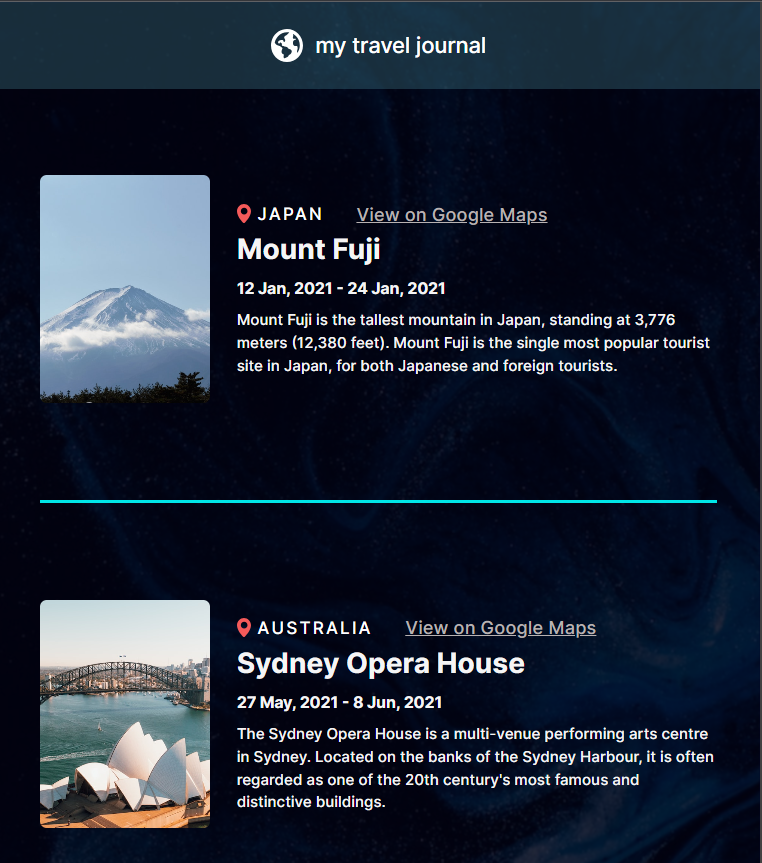 my travel journal
JAPAN View on Google Maps
Mount Fuji
12 Jan, 2021 - 24 Jan, 2021
Mount Fuji is the tallest mountain in Japan, standing at 3,776
meters (12,380 feet). Mount Fuji is the single most popular tourist
site in Japan, for both Japanese and foreign tourists.
AUSTRALIA View on Google Maps
Sydney Opera House
27 May, 2021 - 8 Jun, 2021
The Sydney Opera House is a multi-venue performing arts centre
in Sydney. Located on the banks of the Sydney Harbour, it is often
regarded as one of the 20th century's most famous and
distinctive buildings.